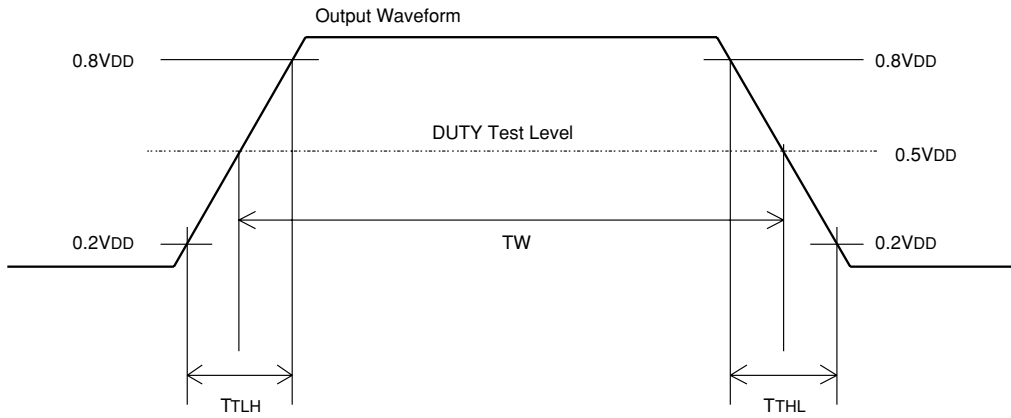 Output Waveform
0.8VDD
0.8VDD
DUTY Test Level
0.5VDD
0.2VDD
TW
0.2VDD
TTLH
TTHL